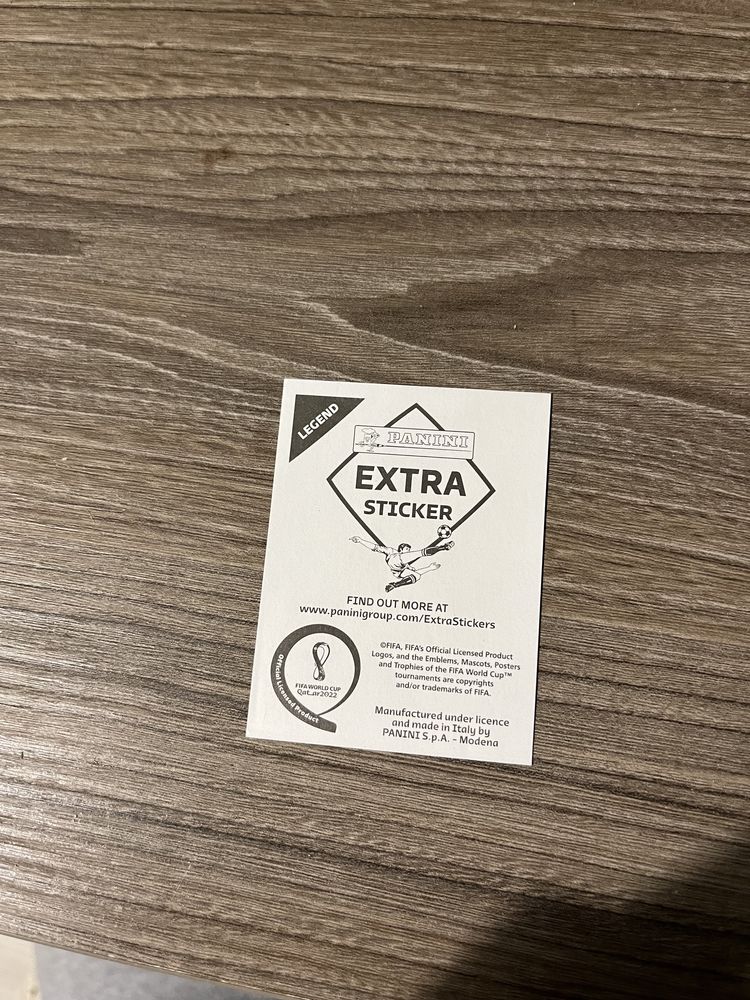 LEGEND
PANINI
EXTRA
STICKER
FIND OUT MORE AT
www.paninigroup.com/ExtraStickers
©FIFA, FIFA's Official Licensed Product
Logos, and the Emblems, Mascots, Posters
and Trophies of the FIFA World Cup™
tournaments are copyrights
and/or trademarks of FIFA.
FIFA WORLD CUP
Qatar2022
Official Licensed Product
Manufactured under licence
and made in Italy by
PANINI S.p.A. - Modena